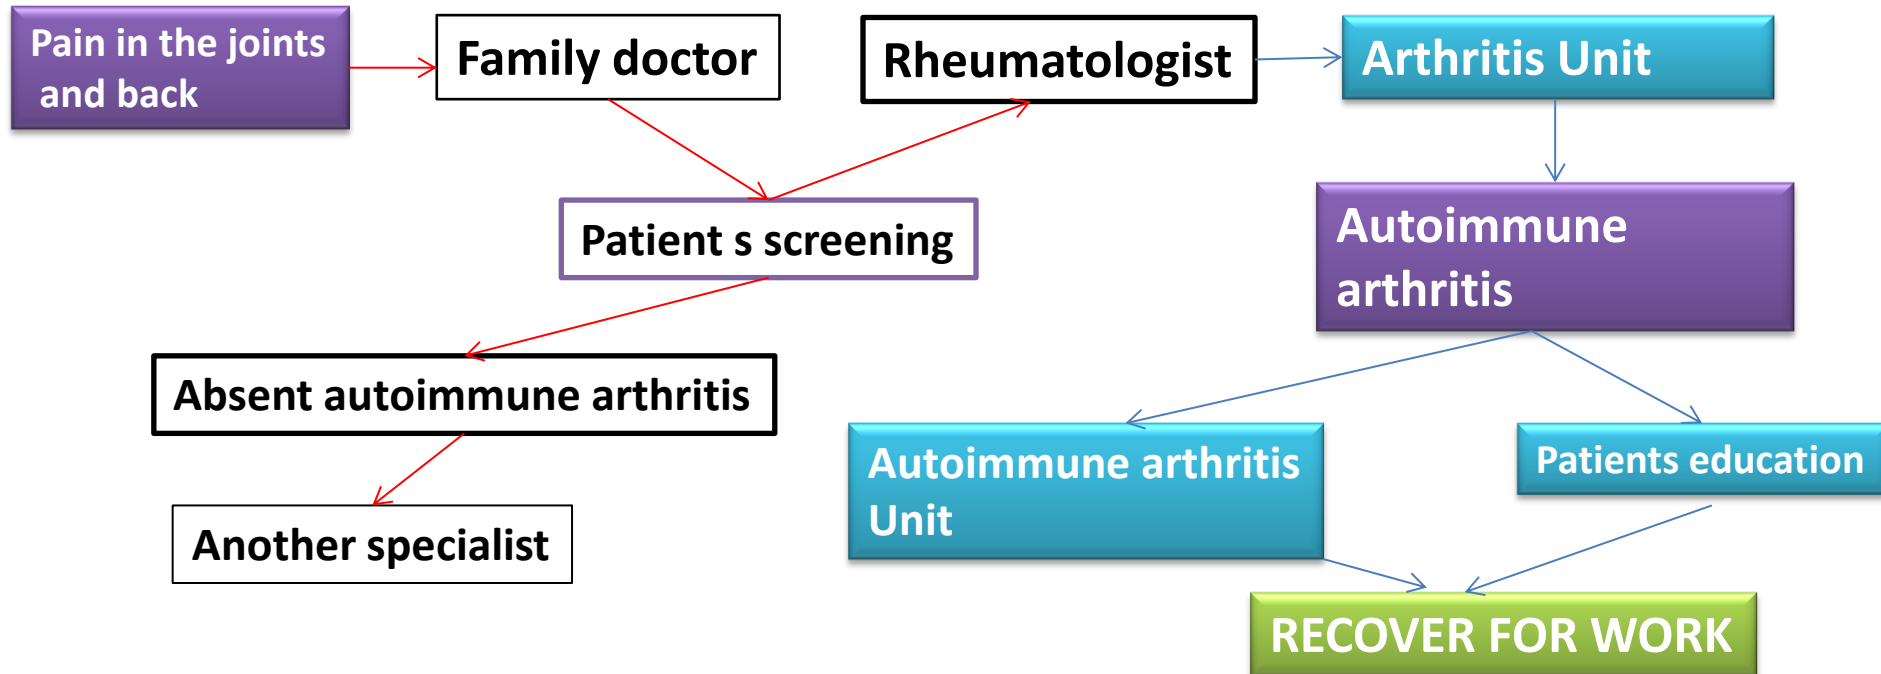 Pain in the joints
and back
Family doctor
Rheumatologist
Arthritis Unit
Patient s screening
Autoimmune
arthritis
Absent autoimmune arthritis
Autoimmune arthritis
Unit
Patients education
Another specialist
RECOVER FOR WORK